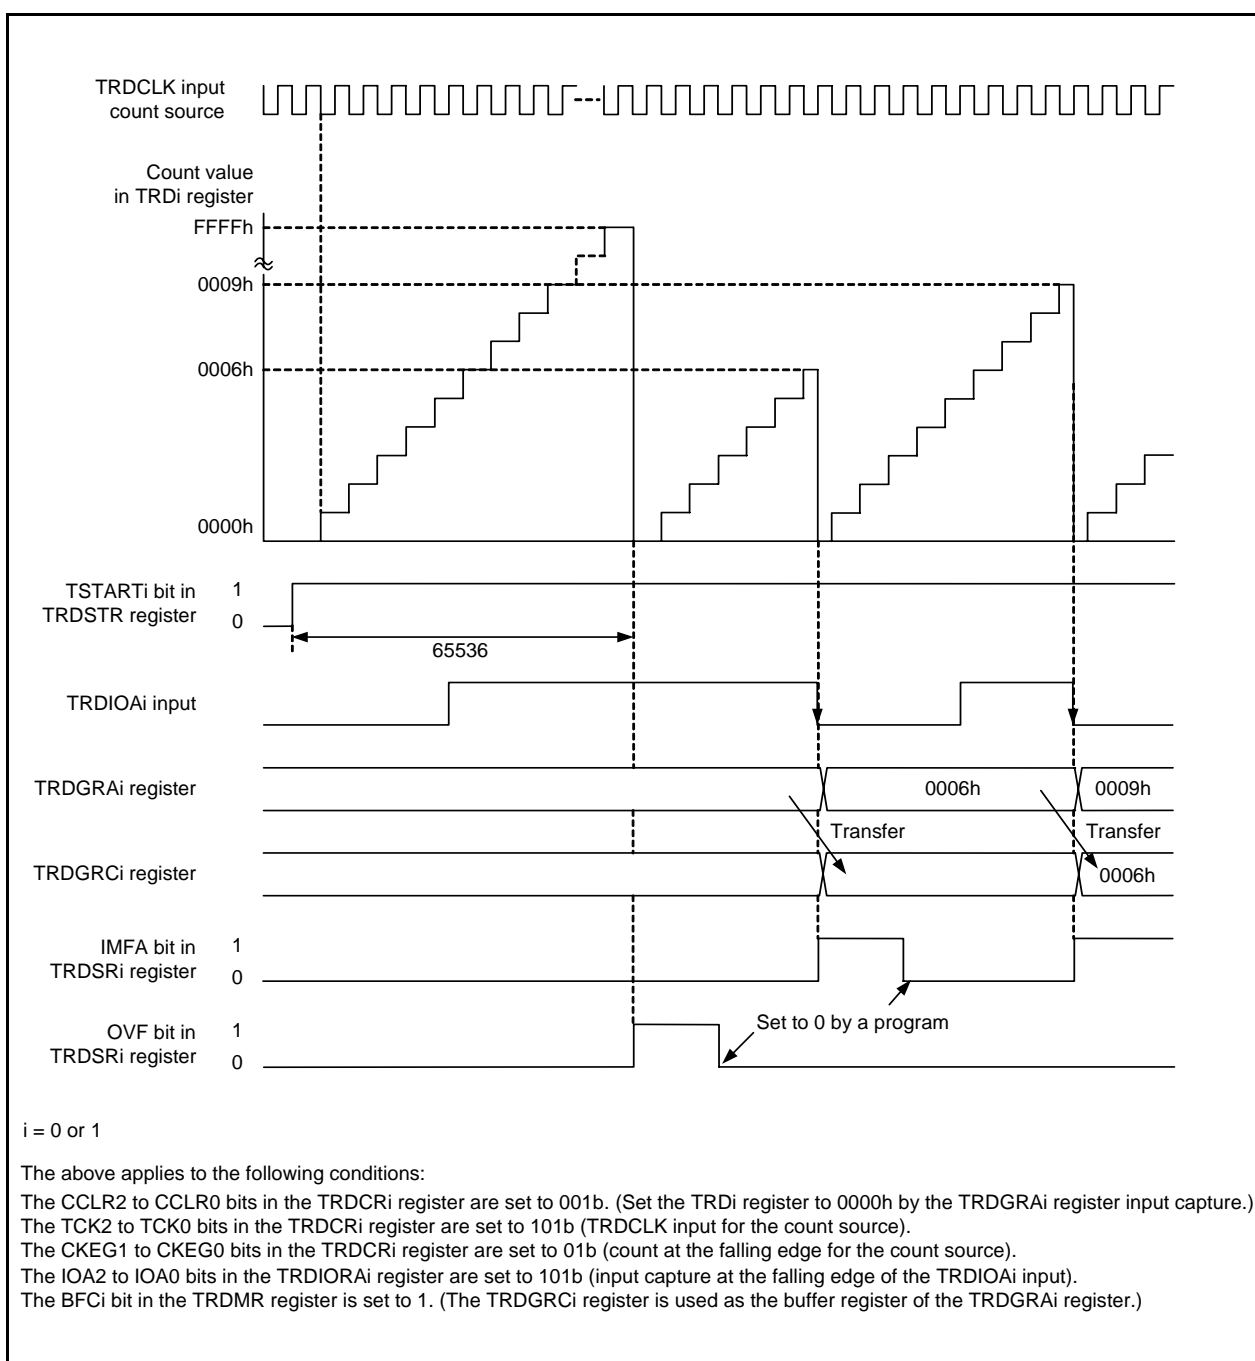 TRDCLK input
count source
Count value
in TRDi register
FFFFh
0009h
0006h
0000h
TSTARTi bit in
TRDSTR register
1
0
65536
TRDIOAi input
TRDGRAi register
0006h
0009h
Transfer
Transfer
TRDGRCi register
0006h
IMFA bit in
TRDSRi register
1
0
Set to 0 by a program
OVF bit in
TRDSRi register
1
0
i = 0 or 1
The above applies to the following conditions:
The CCLR2 to CCLR0 bits in the TRDCRi register are set to 001b. (Set the TRDi register to 0000h by the TRDGRAi register input capture.)
The TCK2 to TCK0 bits in the TRDCRi register are set to 101b (TRDCLK input for the count source).
The CKEG1 to CKEG0 bits in the TRDCRi register are set to 01b (count at the falling edge for the count source).
The IOA2 to IOA0 bits in the TRDIORAi register are set to 101b (input capture at the falling edge of the TRDIOAi input).
The BFCi bit in the TRDMR register is set to 1. (The TRDGRCi register is used as the buffer register of the TRDGRAi register.)